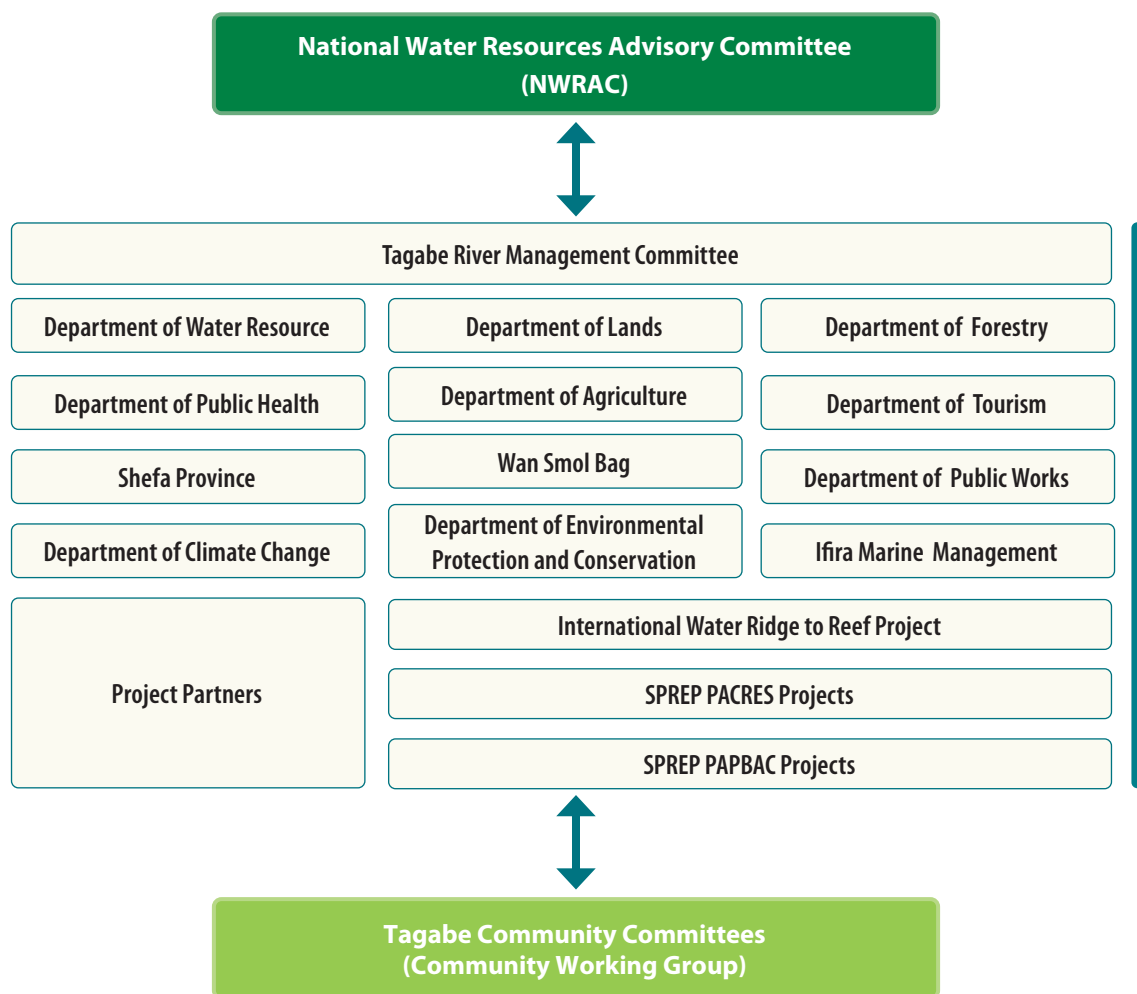 National Water Resources Advisory Committee
(NWRAC)
Tagabe River Management Committee
Department of Water Resource
Department of Lands
Department of Forestry
Department of Public Health
Department of Agriculture
Department of Tourism
Shefa Province
Wan Smol Bag
Department of Public Works
Department of Climate Change
Department of Environmental
Protection and Conservation
Ifira Marine Management
Project Partners
International Water Ridge to Reef Project
SPREP PACRES Projects
SPREP PAPBAC Projects
Tagabe Community Committees
(Community Working Group)